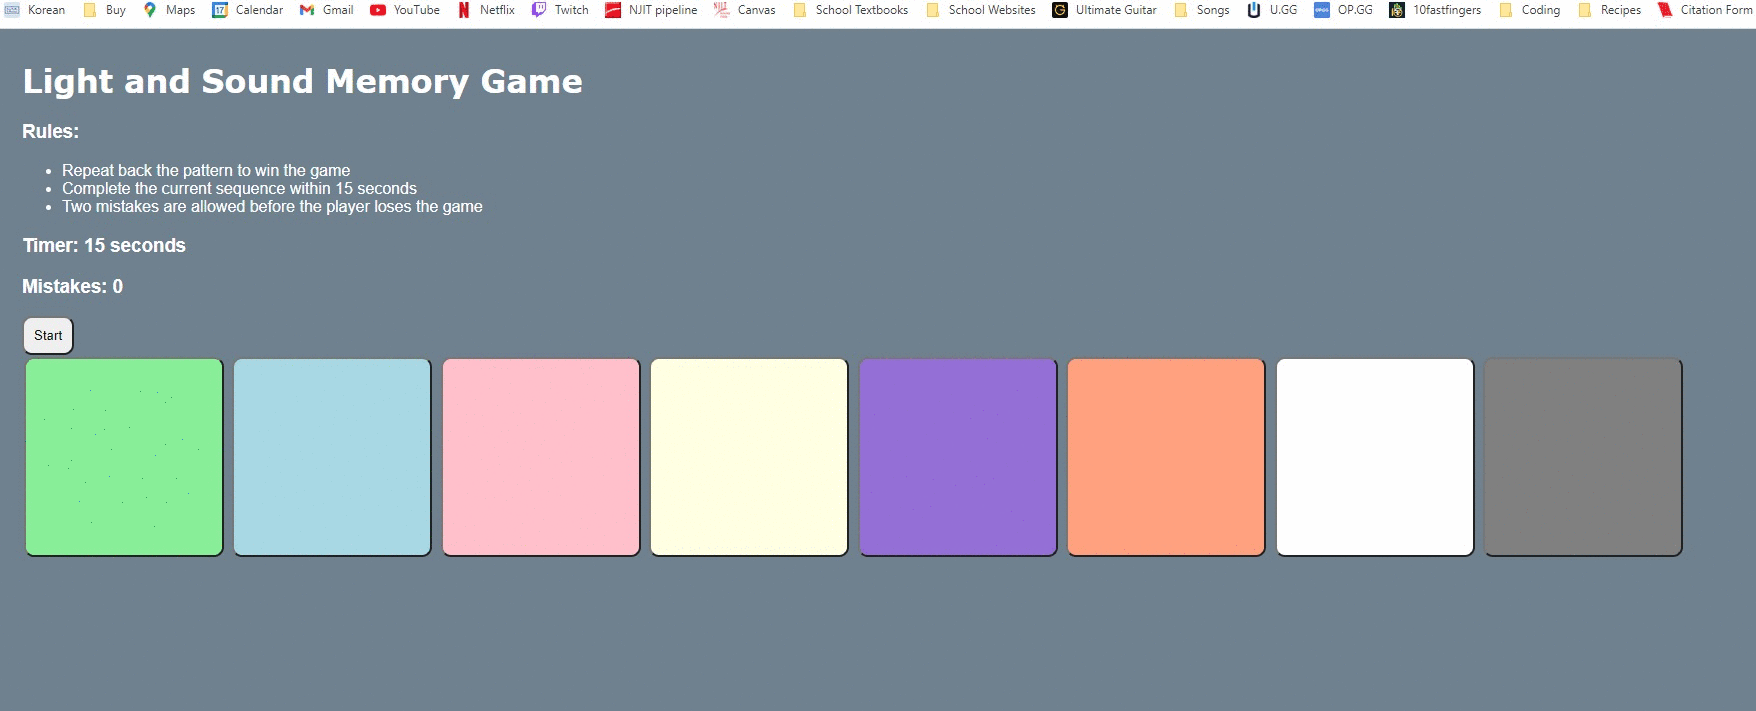 Korean Buy Maps Calendar Gmail YouTube Netflix Twitch NJIT pipeline Canvas School Textbooks School Websites Ultimate Guitar Songs U.GG OP.GG 10fastfingers Coding Recipes Citation Form
Light and Sound Memory Game
Rules:
Repeat back the pattern to win the game
Complete the current sequence within 15 seconds
Two mistakes are allowed before the player loses the game
Timer: 15 seconds
Mistakes: 0
Start